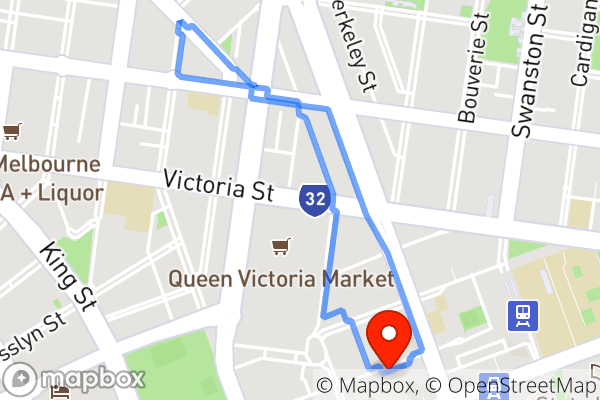 Berkeley St
Bouverie St
Swanston St
Cardigan
Melbourne
A + Liquor
Victoria St
32
Queen Victoria Market
King St
sslyn St
mapbox
© Mapbox, © OpenStreetMap